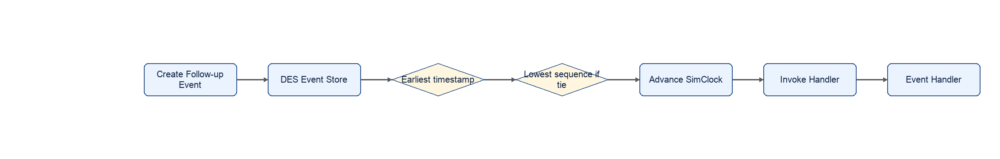 Create Follow-up
Event
DES Event Store
Earliest timestamp
Lowest sequence if
tie
Advance SimClock
Invoke Handler
Event Handler